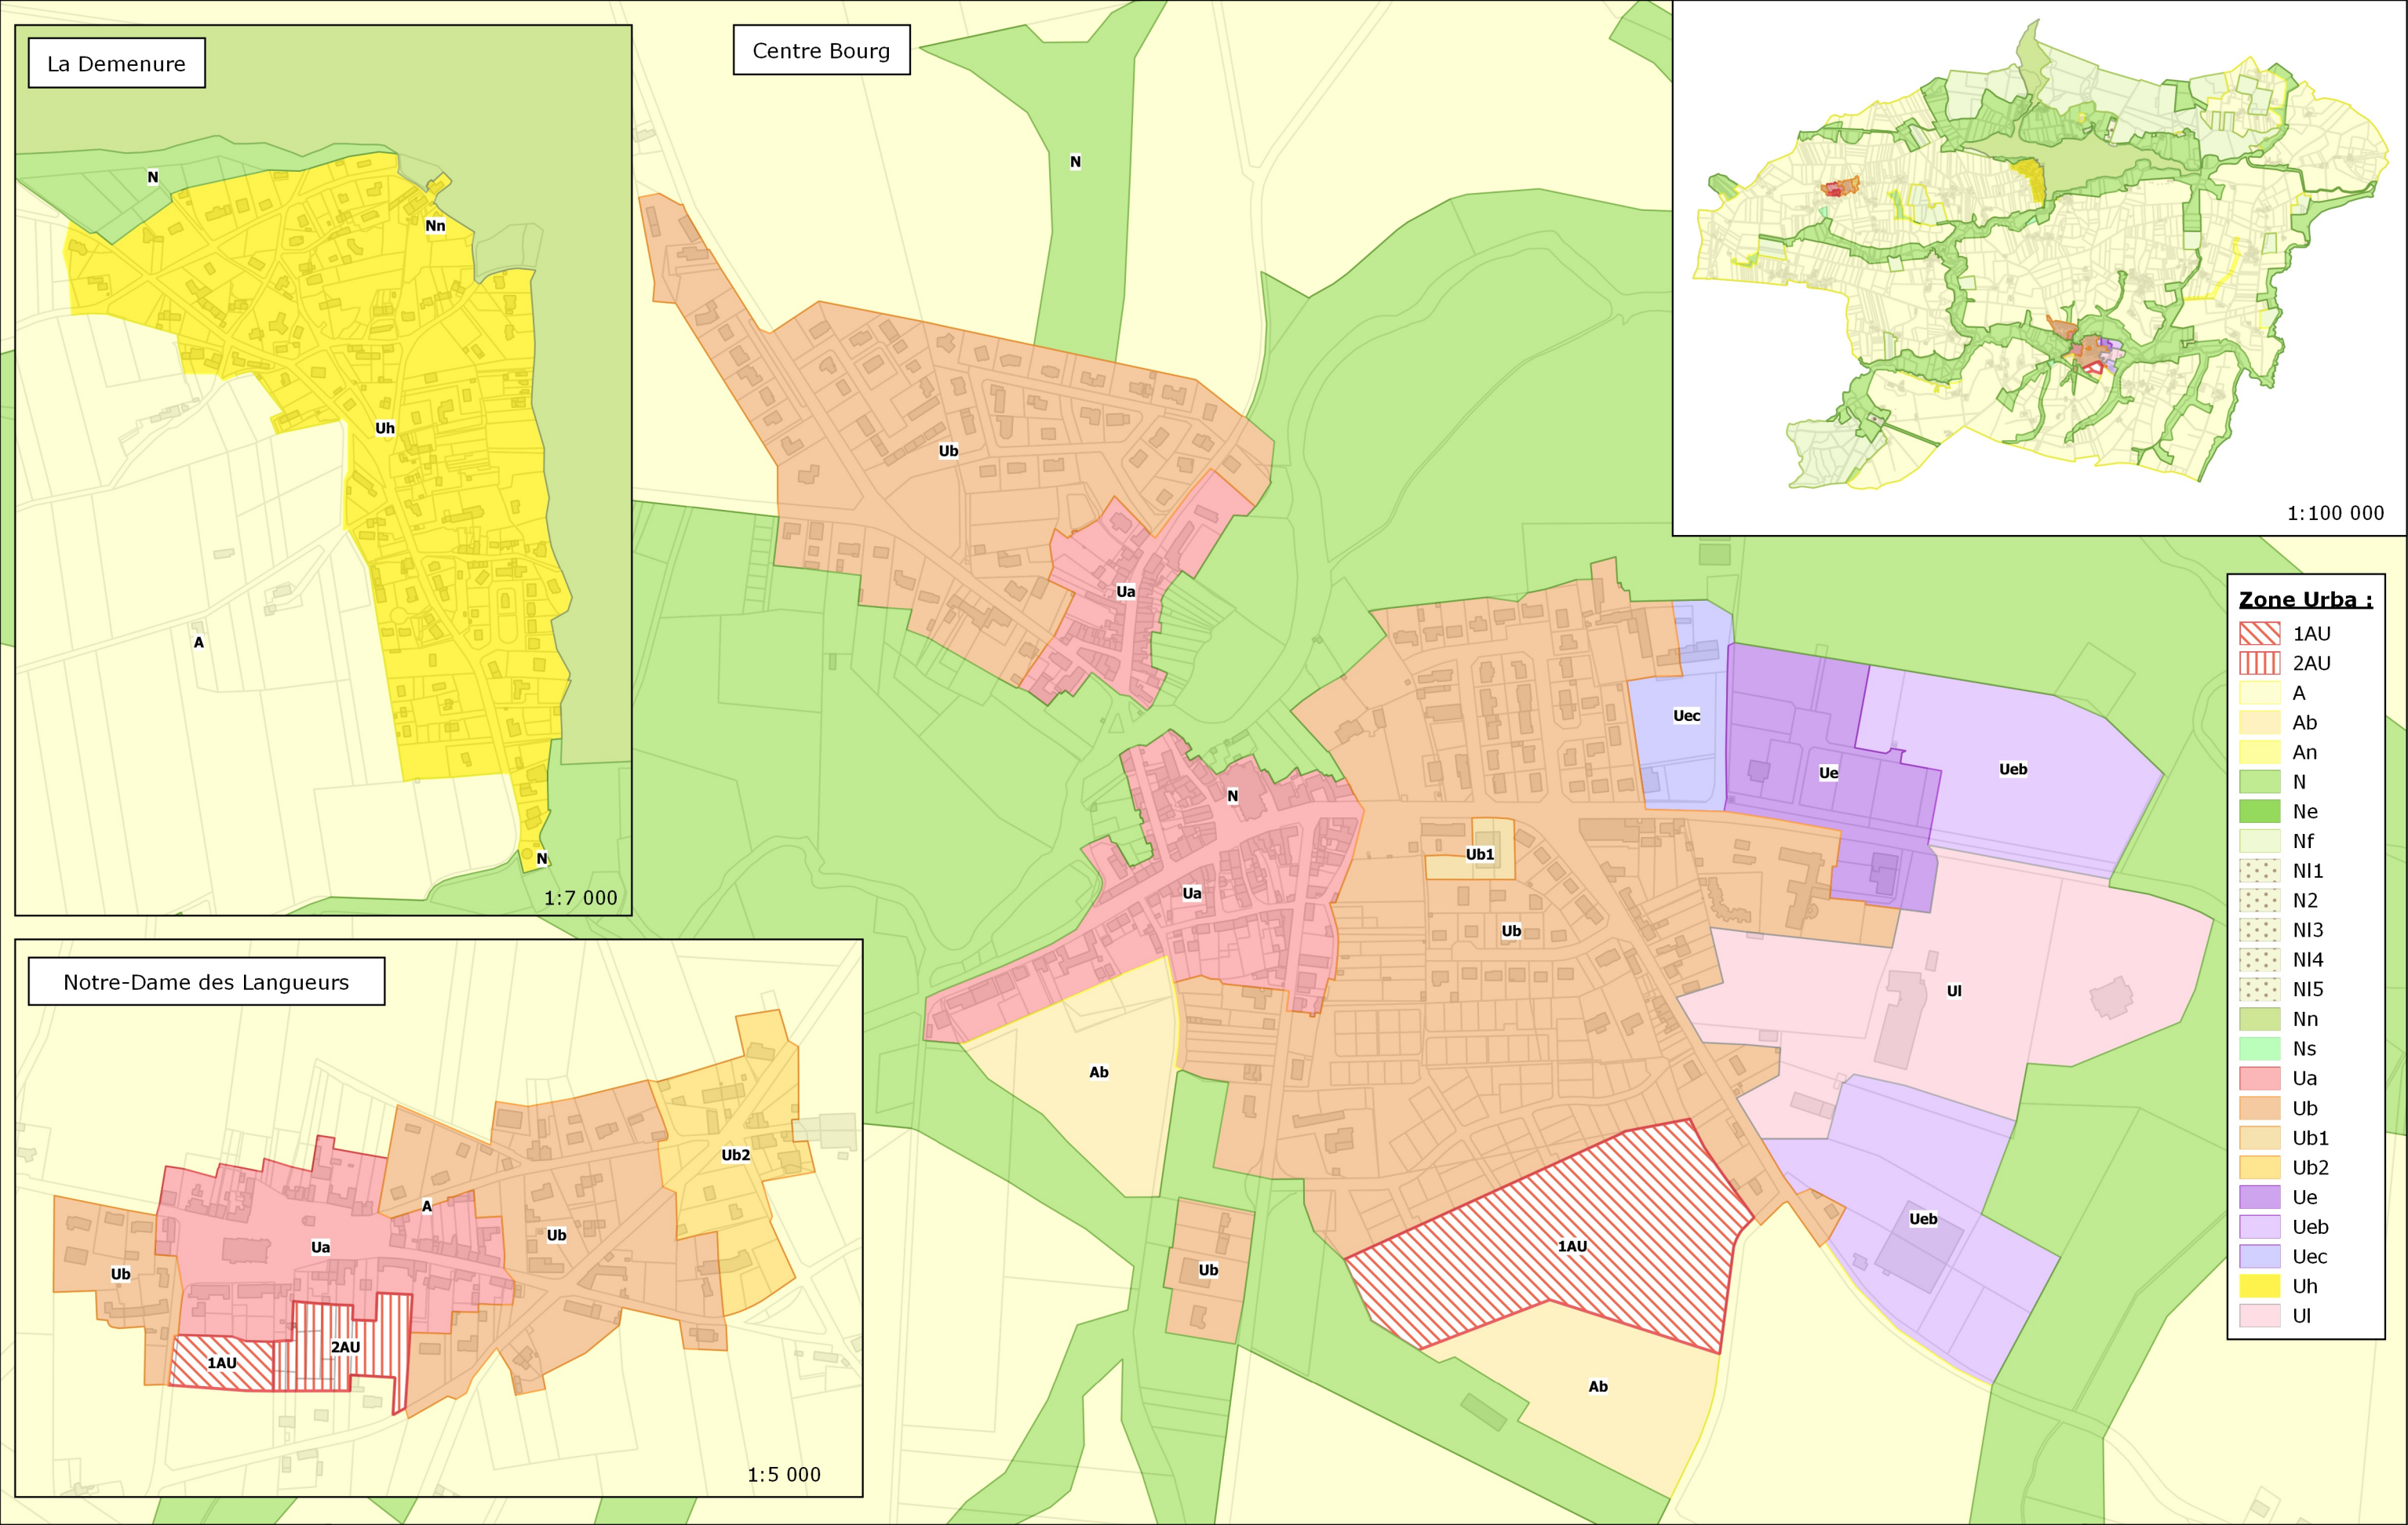 La Demenure
N
Nn
Uh
A
N
1:7 000
Centre Bourg
N
Ub
Ua
N
Ua
Ub1
Ub
Uec
Ue
Ueb
Ul
Ab
Ub
1AU
Ueb
Ab
1:100 000
Notre-Dame des Langueurs
Ub2
A
Ub
Ua
Ub
2AU
1AU
1:5 000
Zone Urba :
1AU
2AU
A
Ab
An
N
Ne
Nf
Nl1
N2
Nl3
Nl4
Nl5
Nn
Ns
Ua
Ub
Ub1
Ub2
Ue
Ueb
Uec
Uh
Ul